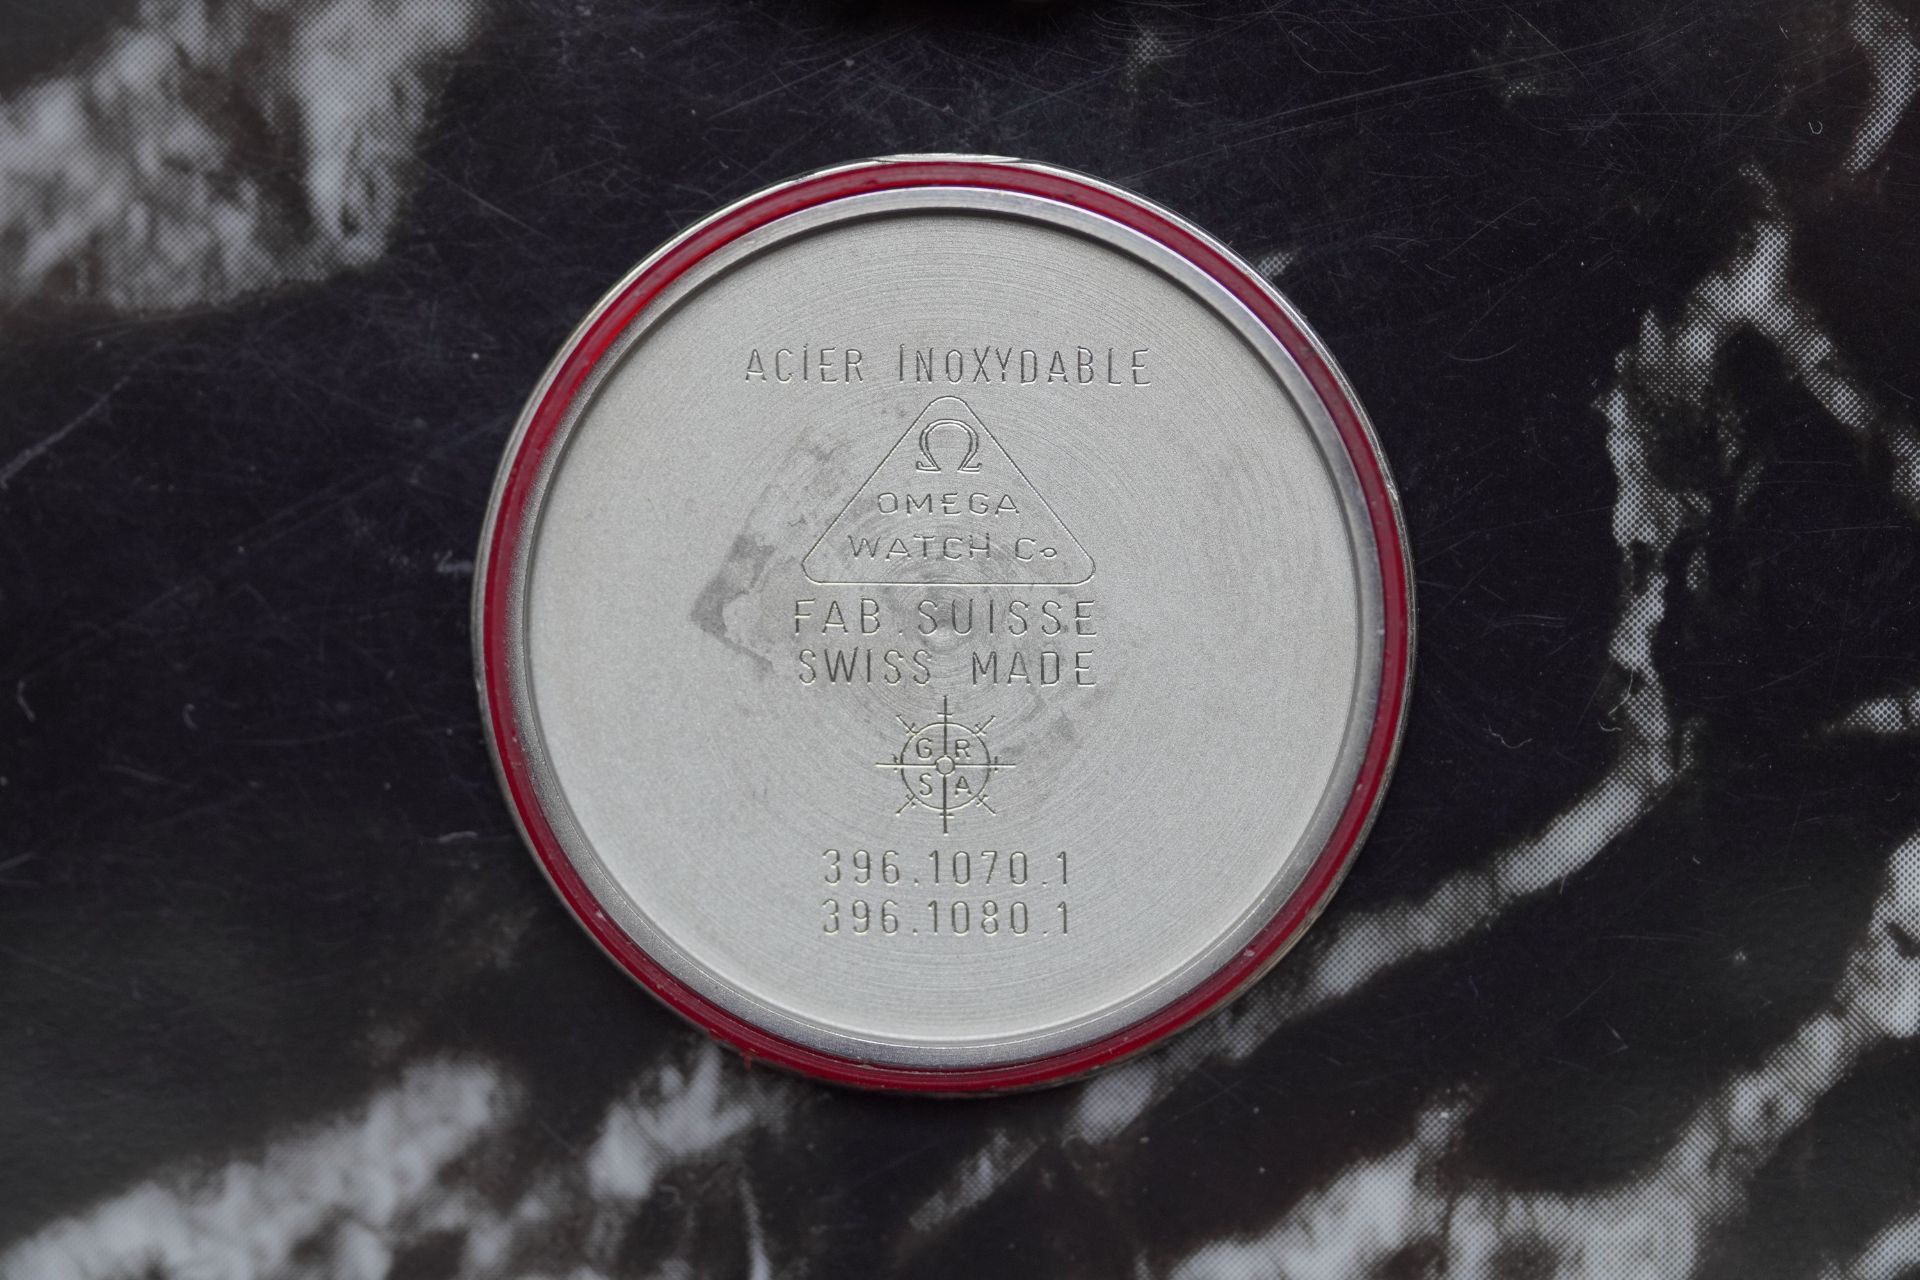 ACIER INOXYDABLE
Ω
OMEGA
WATCH Co
FAB.SUISSE
SWISS MADE
G R
S A
396.1070.1
396.1080.1